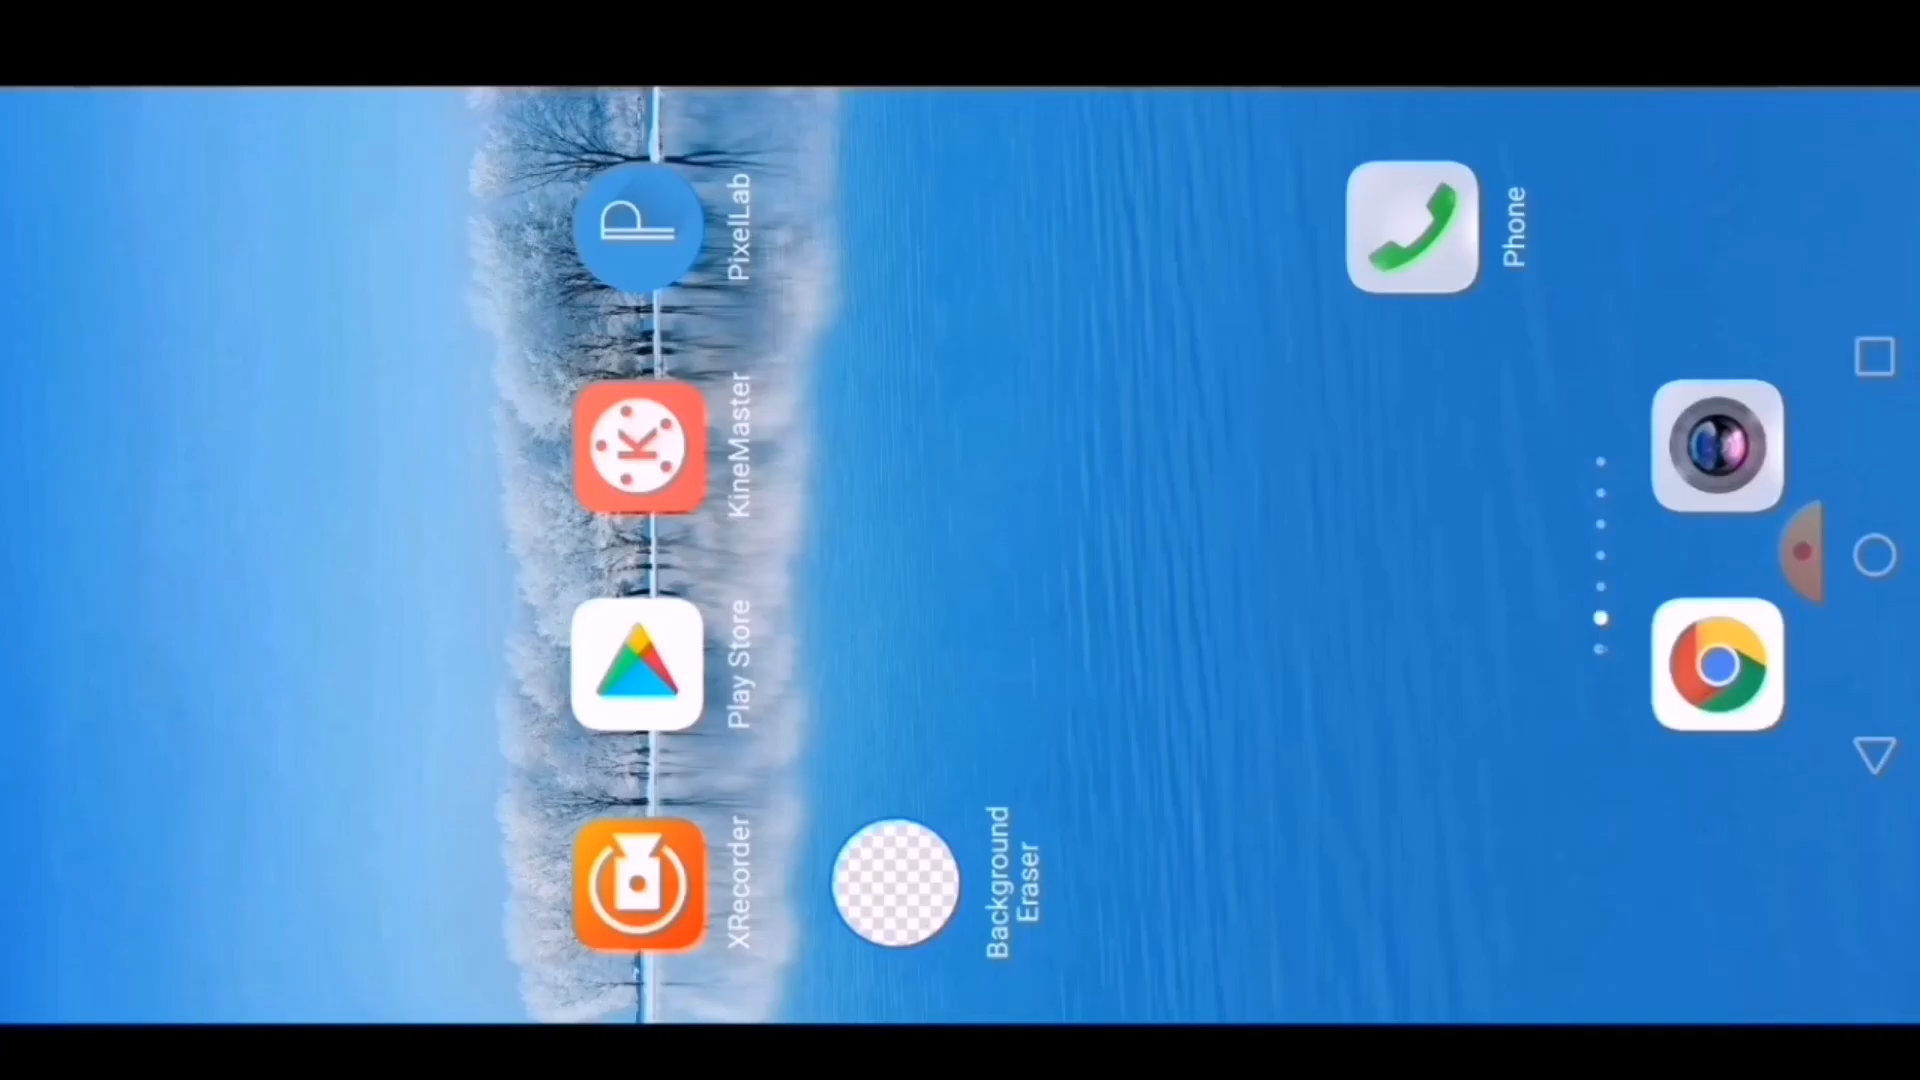 XRecorder
Play Store
KineMaster
PixelLab
Background
Eraser
Phone